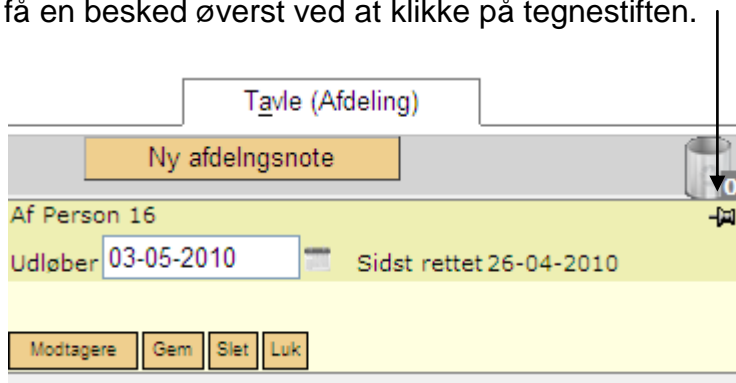 få en besked øverst ved at klikke på tegnestiften.
Tavle (Afdeling)
Ny afdelngsnote
0
Af Person 16
Udløber 03-05-2010 Sidst rettet 26-04-2010
Modtagere Gem Slet Luk